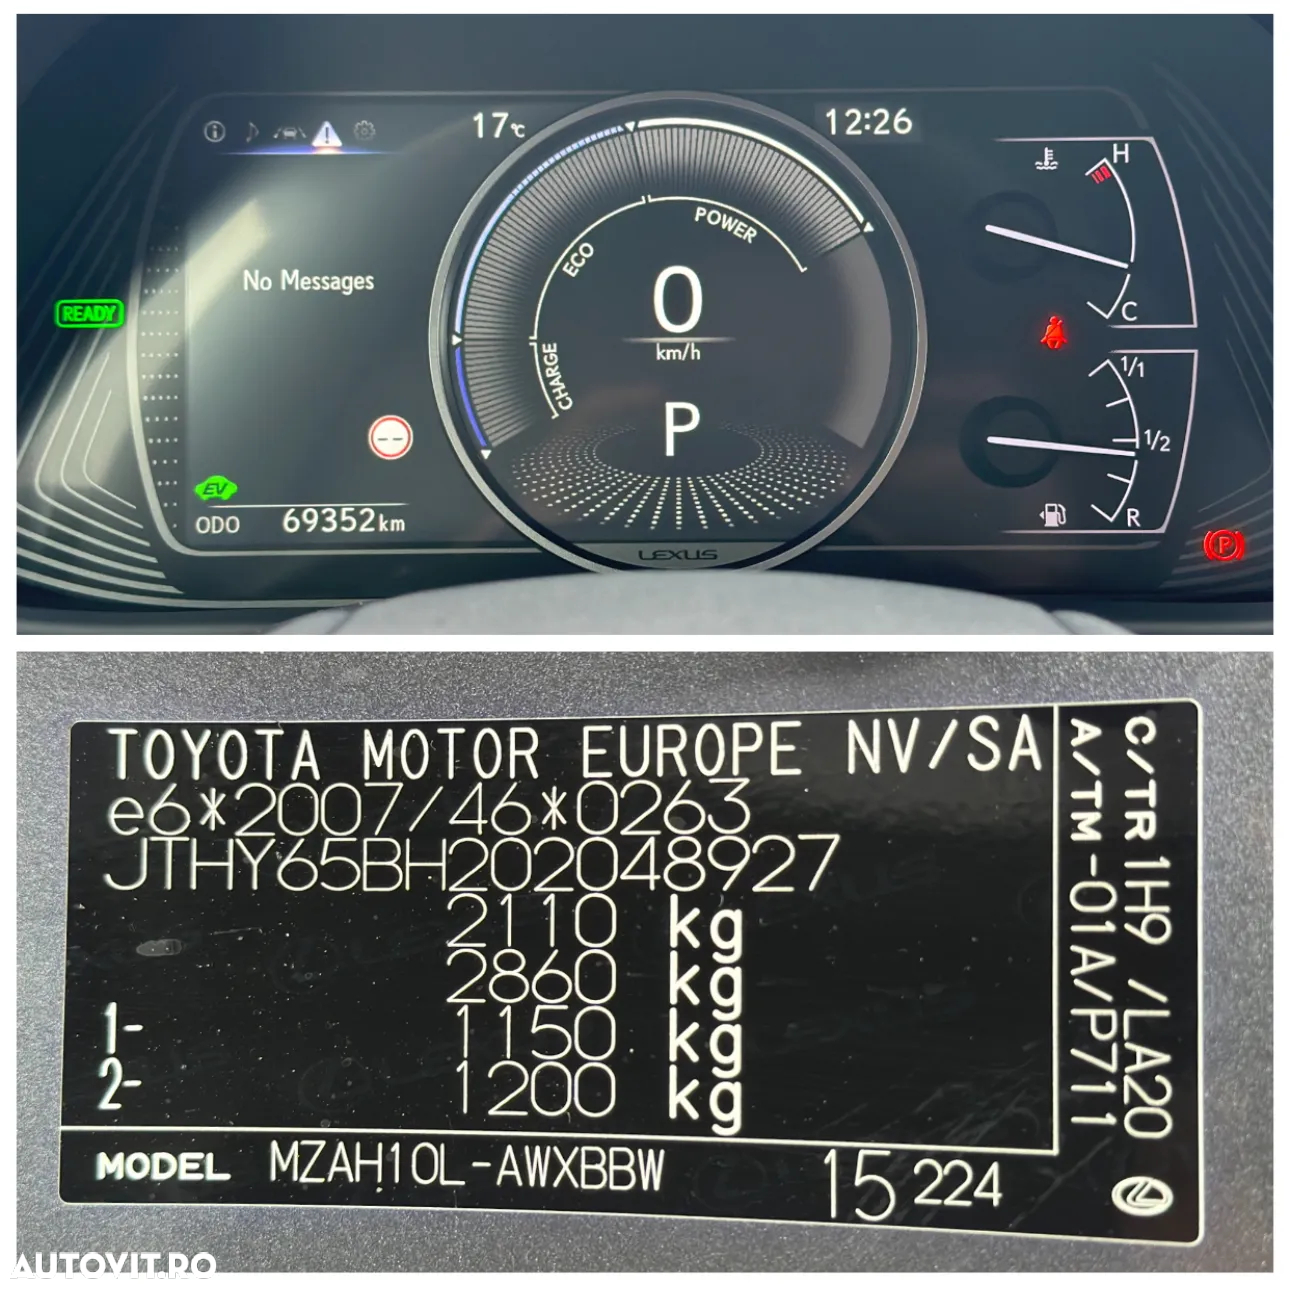 17°C
12:26
H
POWER
ECO
No Messages
0
READY
km/h
C
CHARGE
1/1
P
1/2
EV
ODO 69352km
R
P
LEXUS
TOYOTA MOTOR EUROPE NV/SA
e6*2007/46*0263
JTHY65BH202048927
2110 kg
2860 kg
1- 1150 kg
2- 1200 kg
C/TR 1H9 /LA20
A/TM -01A/P711
MODEL MZAH10L-AWXBBW 15 224
AUTOVIT.RO